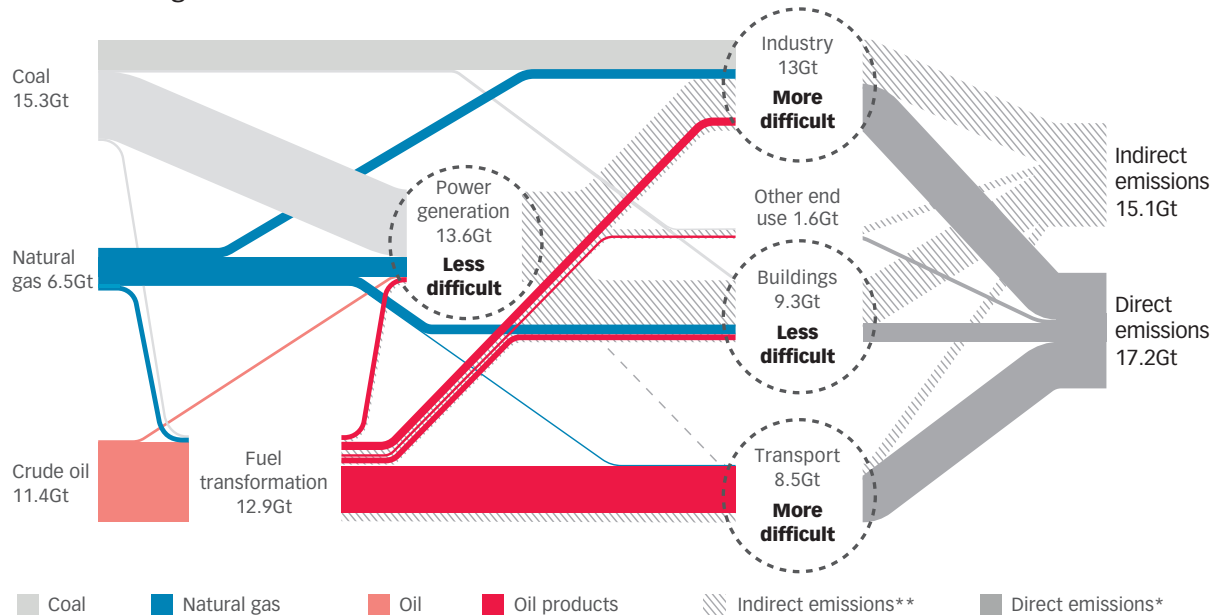 Coal
15.3Gt
Natural
gas 6.5Gt
Crude oil
11.4Gt
Fuel
transformation
12.9Gt
Power
generation
13.6Gt
Less
difficult
Industry
13Gt
More
difficult
Other end
use 1.6Gt
Buildings
9.3Gt
Less
difficult
Transport
8.5Gt
More
difficult
Indirect
emissions
15.1Gt
Direct
emissions
17.2Gt
Coal
Natural gas
Oil
Oil products
Indirect emissions**
Direct emissions*